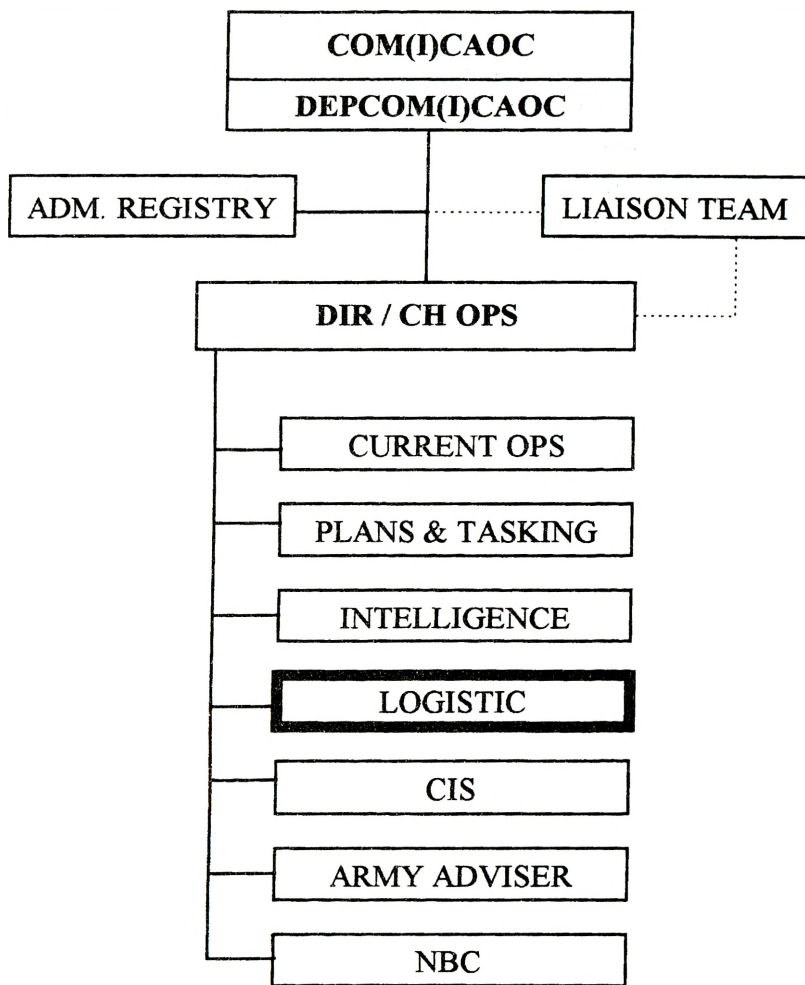 COM(I)CAOC
DEPCOM(I)CAOC
ADM. REGISTRY
LIAISON TEAM
DIR / CH OPS
CURRENT OPS
PLANS & TASKING
INTELLIGENCE
LOGISTIC
CIS
ARMY ADVISER
NBC